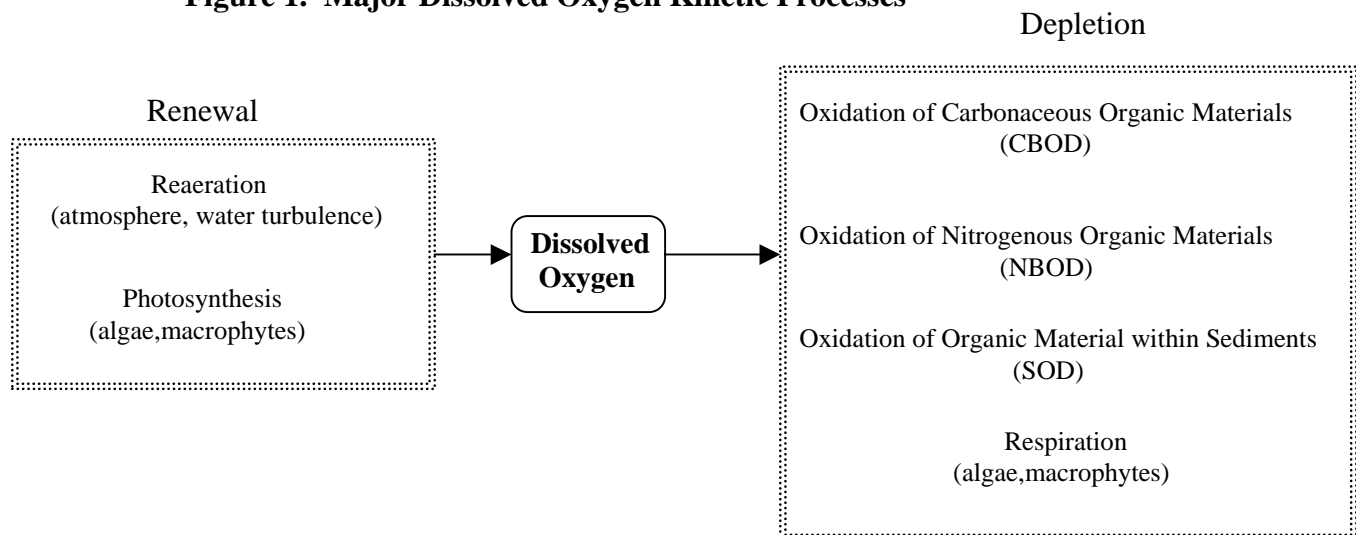 Figure 1. Major Dissolved Oxygen Kinetic Processes
Depletion
Renewal
Reaeration
(atmosphere, water turbulence)
Photosynthesis
(algae,macrophytes)
Dissolved
Oxygen
Oxidation of Carbonaceous Organic Materials
(CBOD)
Oxidation of Nitrogenous Organic Materials
(NBOD)
Oxidation of Organic Material within Sediments
(SOD)
Respiration
(algae,macrophytes)